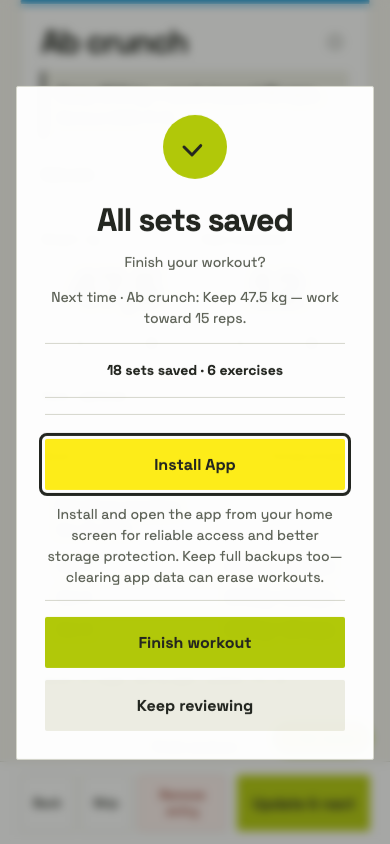 Ab crunch
All sets saved
Finish your workout?
Next time · Ab crunch: Keep 47.5 kg — work
toward 15 reps.
18 sets saved · 6 exercises
Install App
Install and open the app from your home
screen for reliable access and better
storage protection. Keep full backups too—
clearing app data can erase workouts.
Finish workout
Keep reviewing